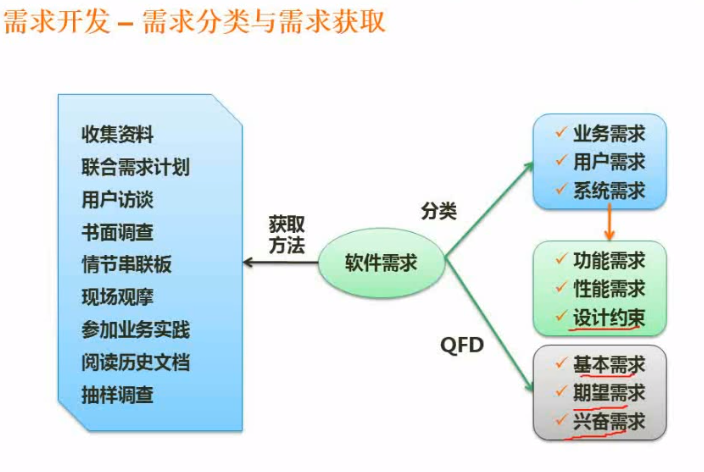 需求开发 – 需求分类与需求获取
收集资料
联合需求计划
用户访谈
书面调查
情节串联板
现场观摩
参加业务实践
阅读历史文档
抽样调查
获取
方法
软件需求
分类
QFD
✓ 业务需求
✓ 用户需求
✓ 系统需求
✓ 功能需求
✓ 性能需求
✓ 设计约束
✓ 基本需求
✓ 期望需求
✓ 兴奋需求